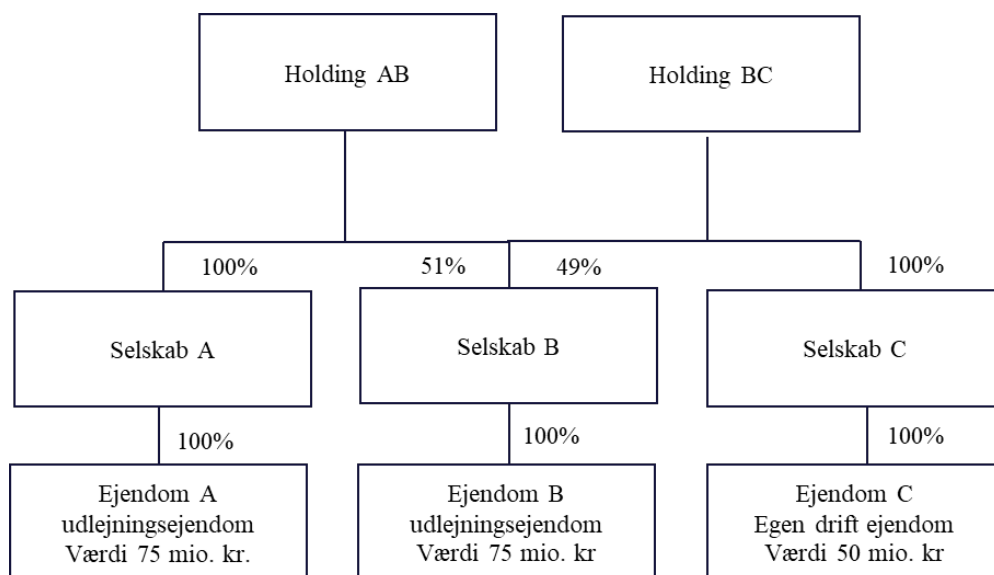 Holding AB
Holding BC
100%
51%
49%
100%
Selskab A
Selskab B
Selskab C
100%
100%
100%
Ejendom A
udlejningsejendom
Værdi 75 mio. kr.
Ejendom B
udlejningsejendom
Værdi 75 mio. kr
Ejendom C
Egen drift ejendom
Værdi 50 mio. kr